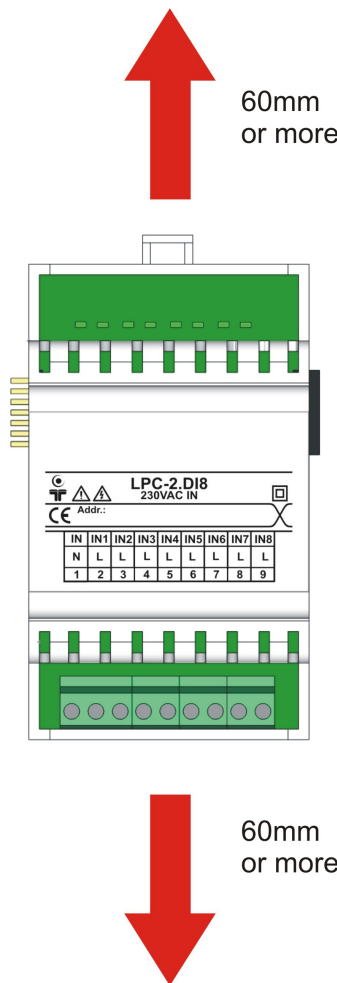 60mm
or more
LPC-2.DI8
230VAC IN
Addr.:
CE
IN IN1 IN2 IN3 IN4 IN5 IN6 IN7 IN8
N L L L L L L L L
1 2 3 4 5 6 7 8 9
60mm
or more